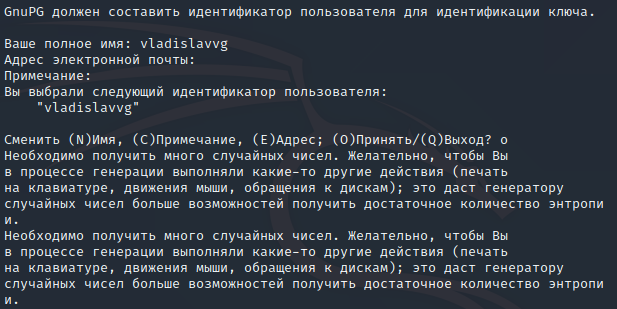 GnuPG должен составить идентификатор пользователя для идентификации ключа.
Ваше полное имя: vladislavvg
Адрес электронной почты:
Примечание:
Вы выбрали следующий идентификатор пользователя:
"vladislavvg"
Сменить (N)Имя, (C)Примечание, (E)Адрес; (O)Принять/(Q)Выход? o
Необходимо получить много случайных чисел. Желательно, чтобы Вы
в процессе генерации выполняли какие-то другие действия (печать
на клавиатуре, движения мыши, обращения к дискам); это даст генератору
случайных чисел больше возможностей получить достаточное количество энтропи
и.
Необходимо получить много случайных чисел. Желательно, чтобы Вы
в процессе генерации выполняли какие-то другие действия (печать
на клавиатуре, движения мыши, обращения к дискам); это даст генератору
случайных чисел больше возможностей получить достаточное количество энтропи
и.